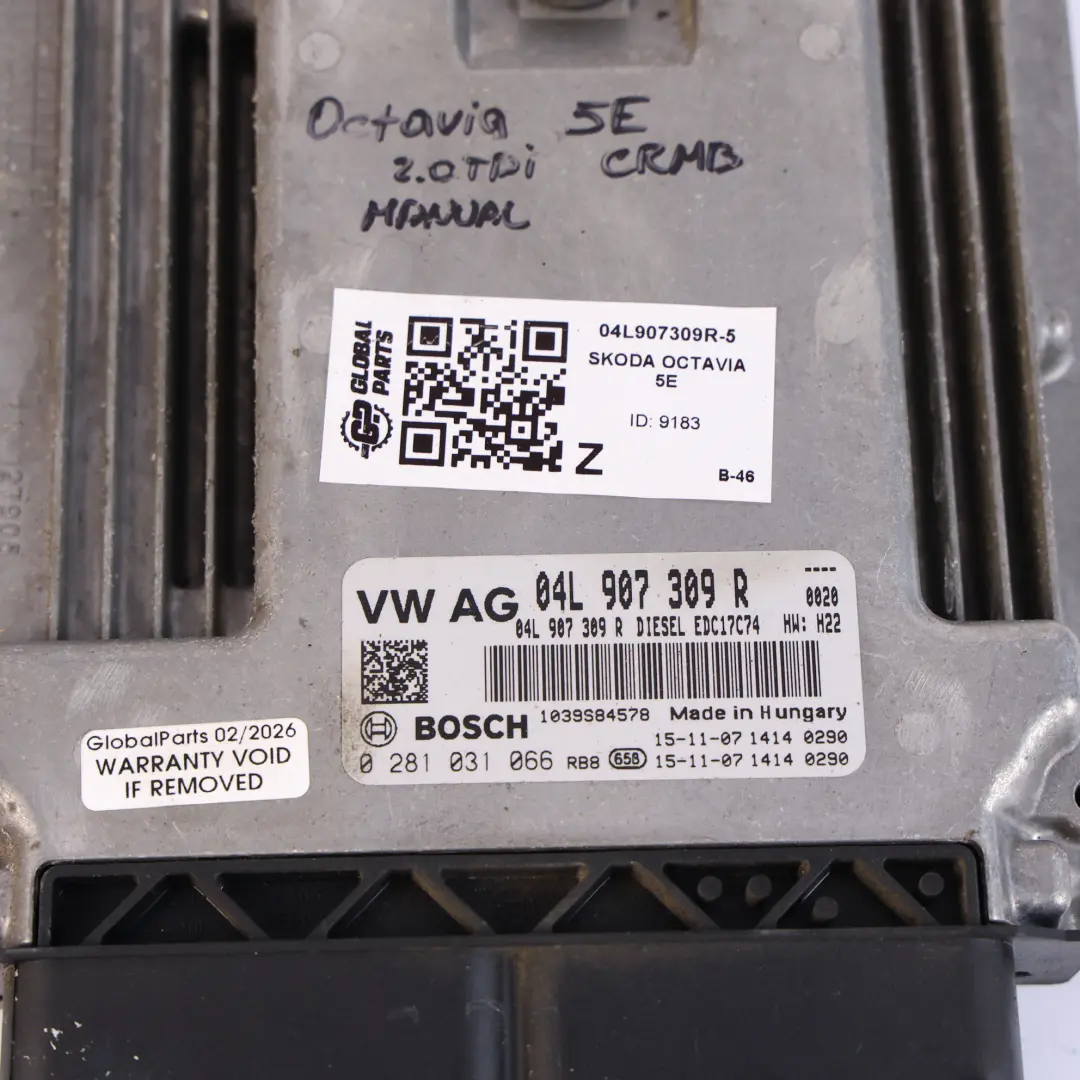 Octavia 5E
2.0TDi CRMB
MANUAL
GLOBAL PARTS
04L907309R-5
SKODA OCTAVIA
5E
ID: 9183
Z
B-46
VW AG 04L 907 309 R
----
0020
04L 907 309 R DIESEL EDC17C74 HW: H22
BOSCH 1039S84578 Made in Hungary
15-11-07 1414 0290
0 281 031 066 RB8 658 15-11-07 1414 0290
GlobalParts 02/2026
WARRANTY VOID
IF REMOVED